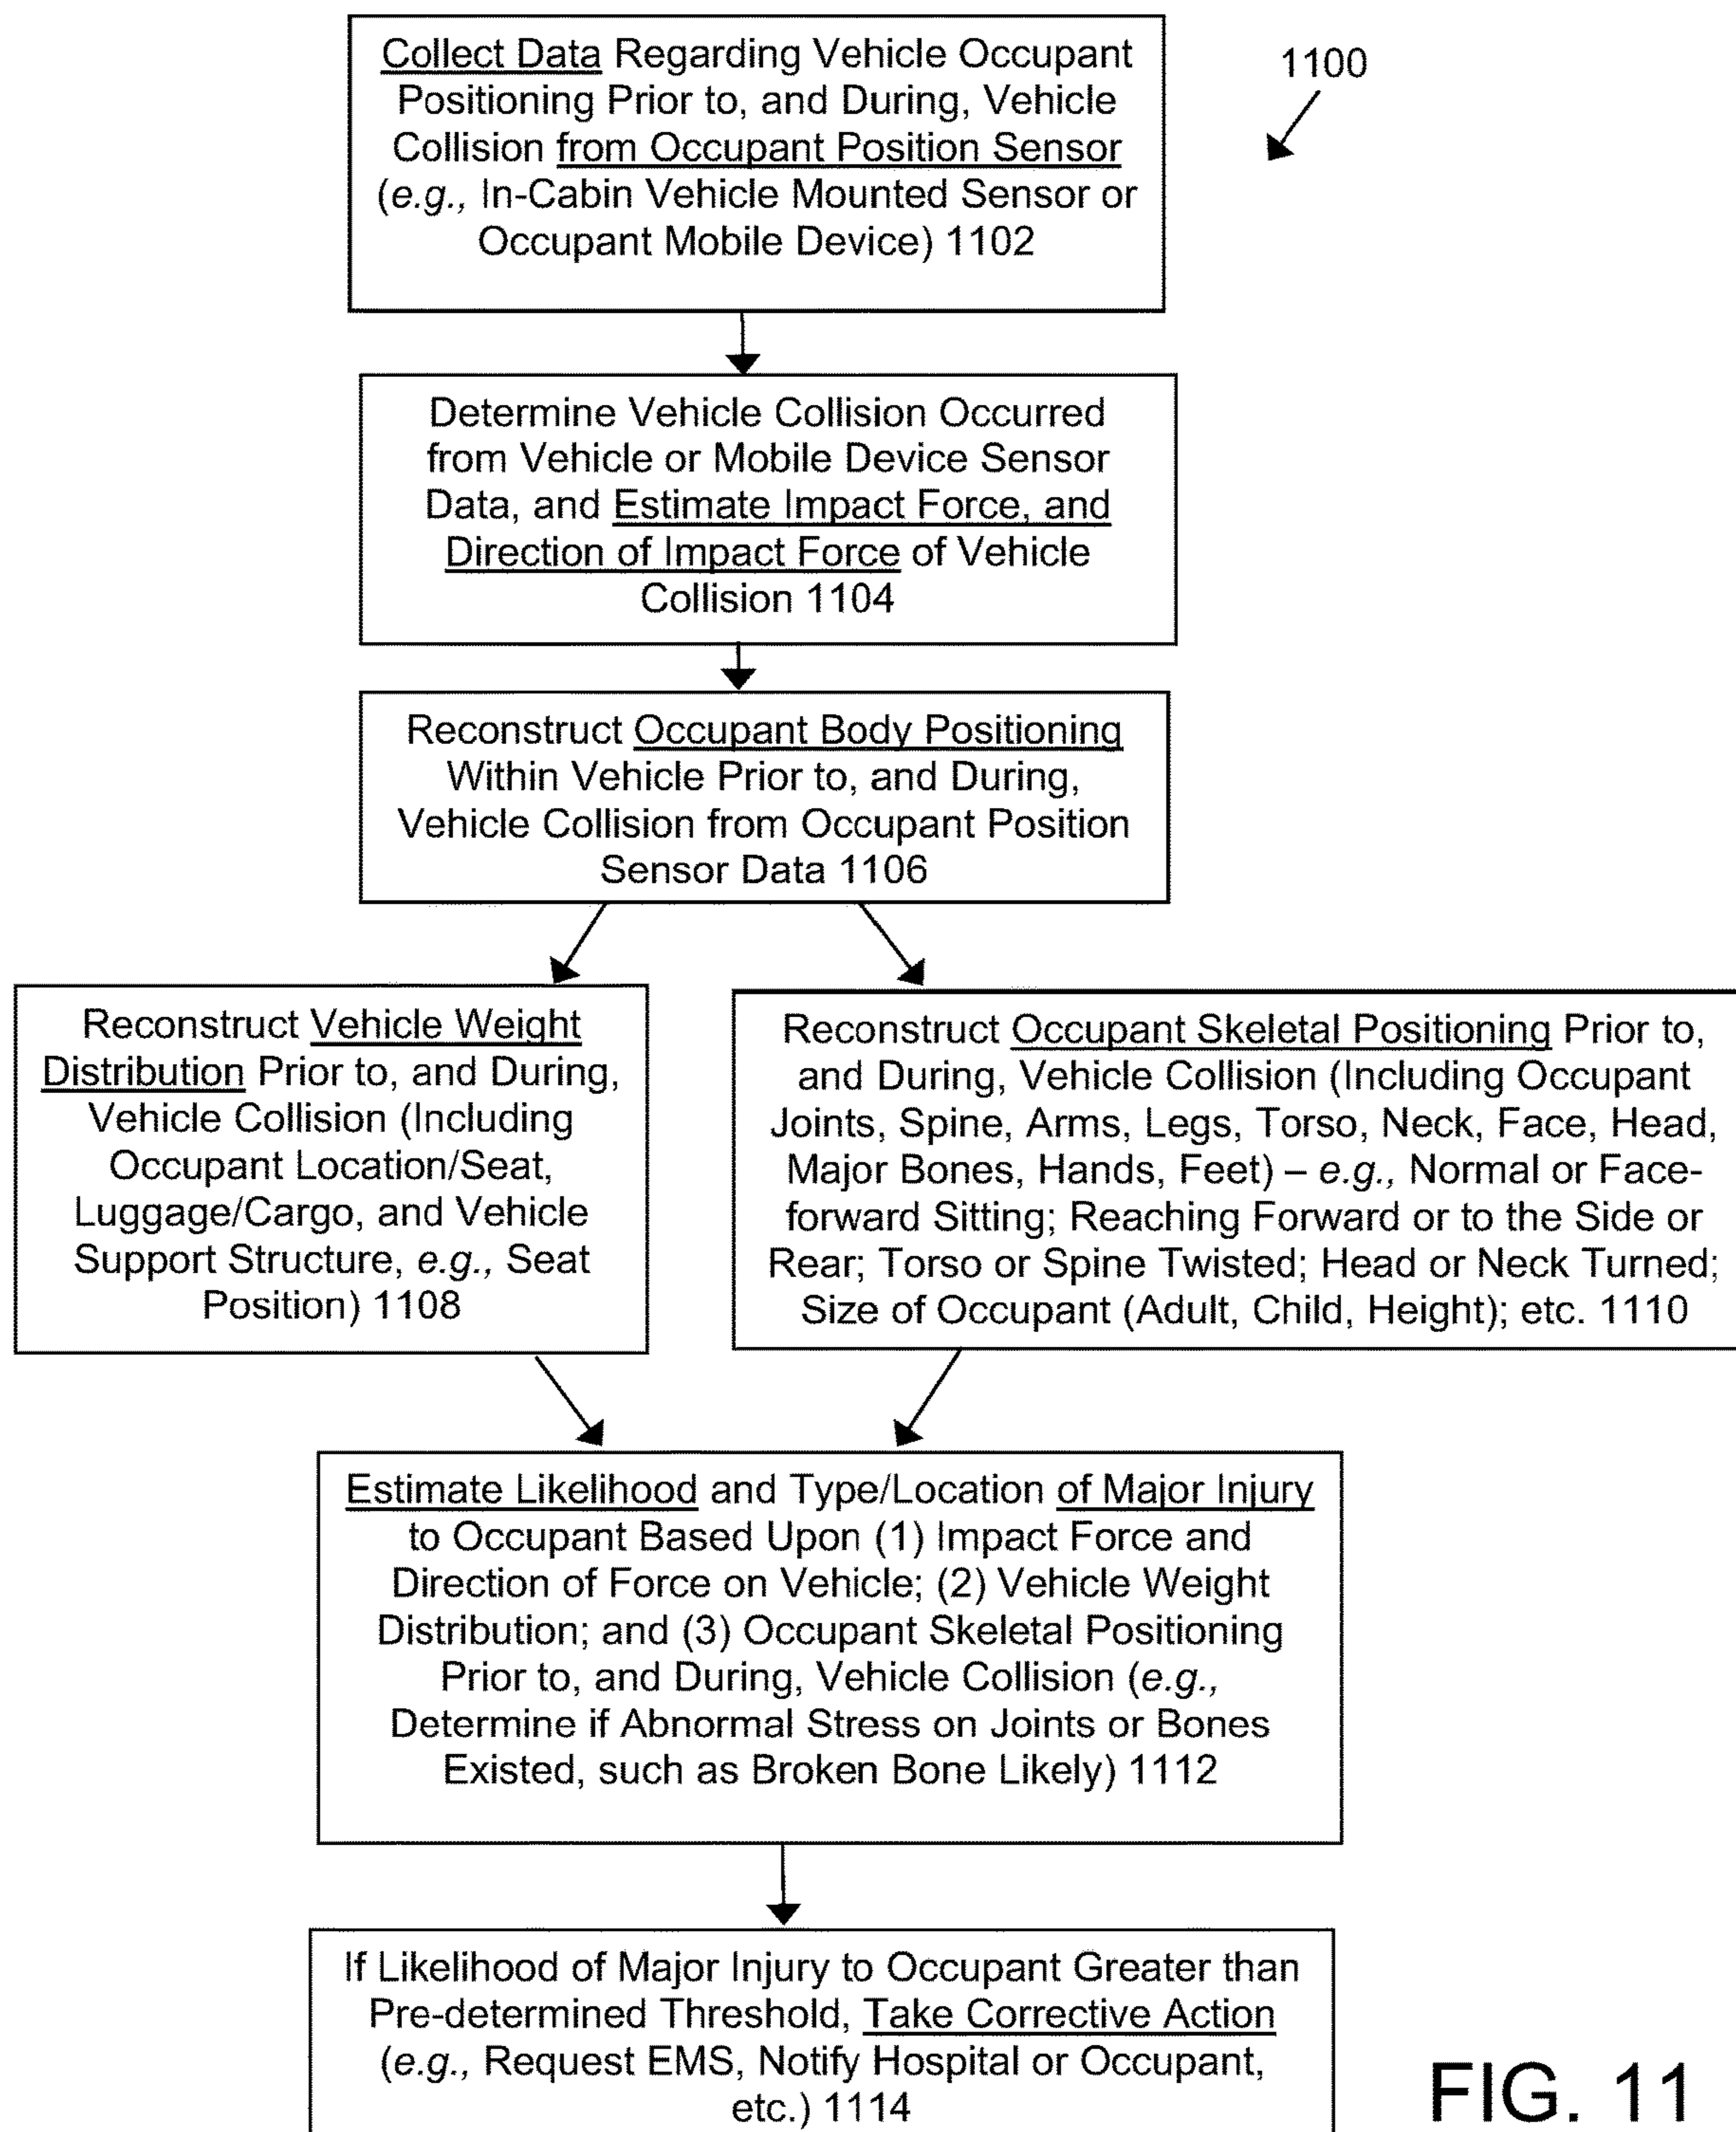 Collect Data Regarding Vehicle Occupant
Positioning Prior to, and During, Vehicle
Collision from Occupant Position Sensor
(e.g., In-Cabin Vehicle Mounted Sensor or
Occupant Mobile Device) 1102
1100
Determine Vehicle Collision Occurred
from Vehicle or Mobile Device Sensor
Data, and Estimate Impact Force, and
Direction of Impact Force of Vehicle
Collision 1104
Reconstruct Occupant Body Positioning
Within Vehicle Prior to, and During,
Vehicle Collision from Occupant Position
Sensor Data 1106
Reconstruct Vehicle Weight
Distribution Prior to, and During,
Vehicle Collision (Including
Occupant Location/Seat,
Luggage/Cargo, and Vehicle
Support Structure, e.g., Seat
Position) 1108
Reconstruct Occupant Skeletal Positioning Prior to,
and During, Vehicle Collision (Including Occupant
Joints, Spine, Arms, Legs, Torso, Neck, Face, Head,
Major Bones, Hands, Feet) – e.g., Normal or Face-
forward Sitting; Reaching Forward or to the Side or
Rear; Torso or Spine Twisted; Head or Neck Turned;
Size of Occupant (Adult, Child, Height); etc. 1110
Estimate Likelihood and Type/Location of Major Injury
to Occupant Based Upon (1) Impact Force and
Direction of Force on Vehicle; (2) Vehicle Weight
Distribution; and (3) Occupant Skeletal Positioning
Prior to, and During, Vehicle Collision (e.g.,
Determine if Abnormal Stress on Joints or Bones
Existed, such as Broken Bone Likely) 1112
If Likelihood of Major Injury to Occupant Greater than
Pre-determined Threshold, Take Corrective Action
(e.g., Request EMS, Notify Hospital or Occupant,
etc.) 1114
FIG. 11